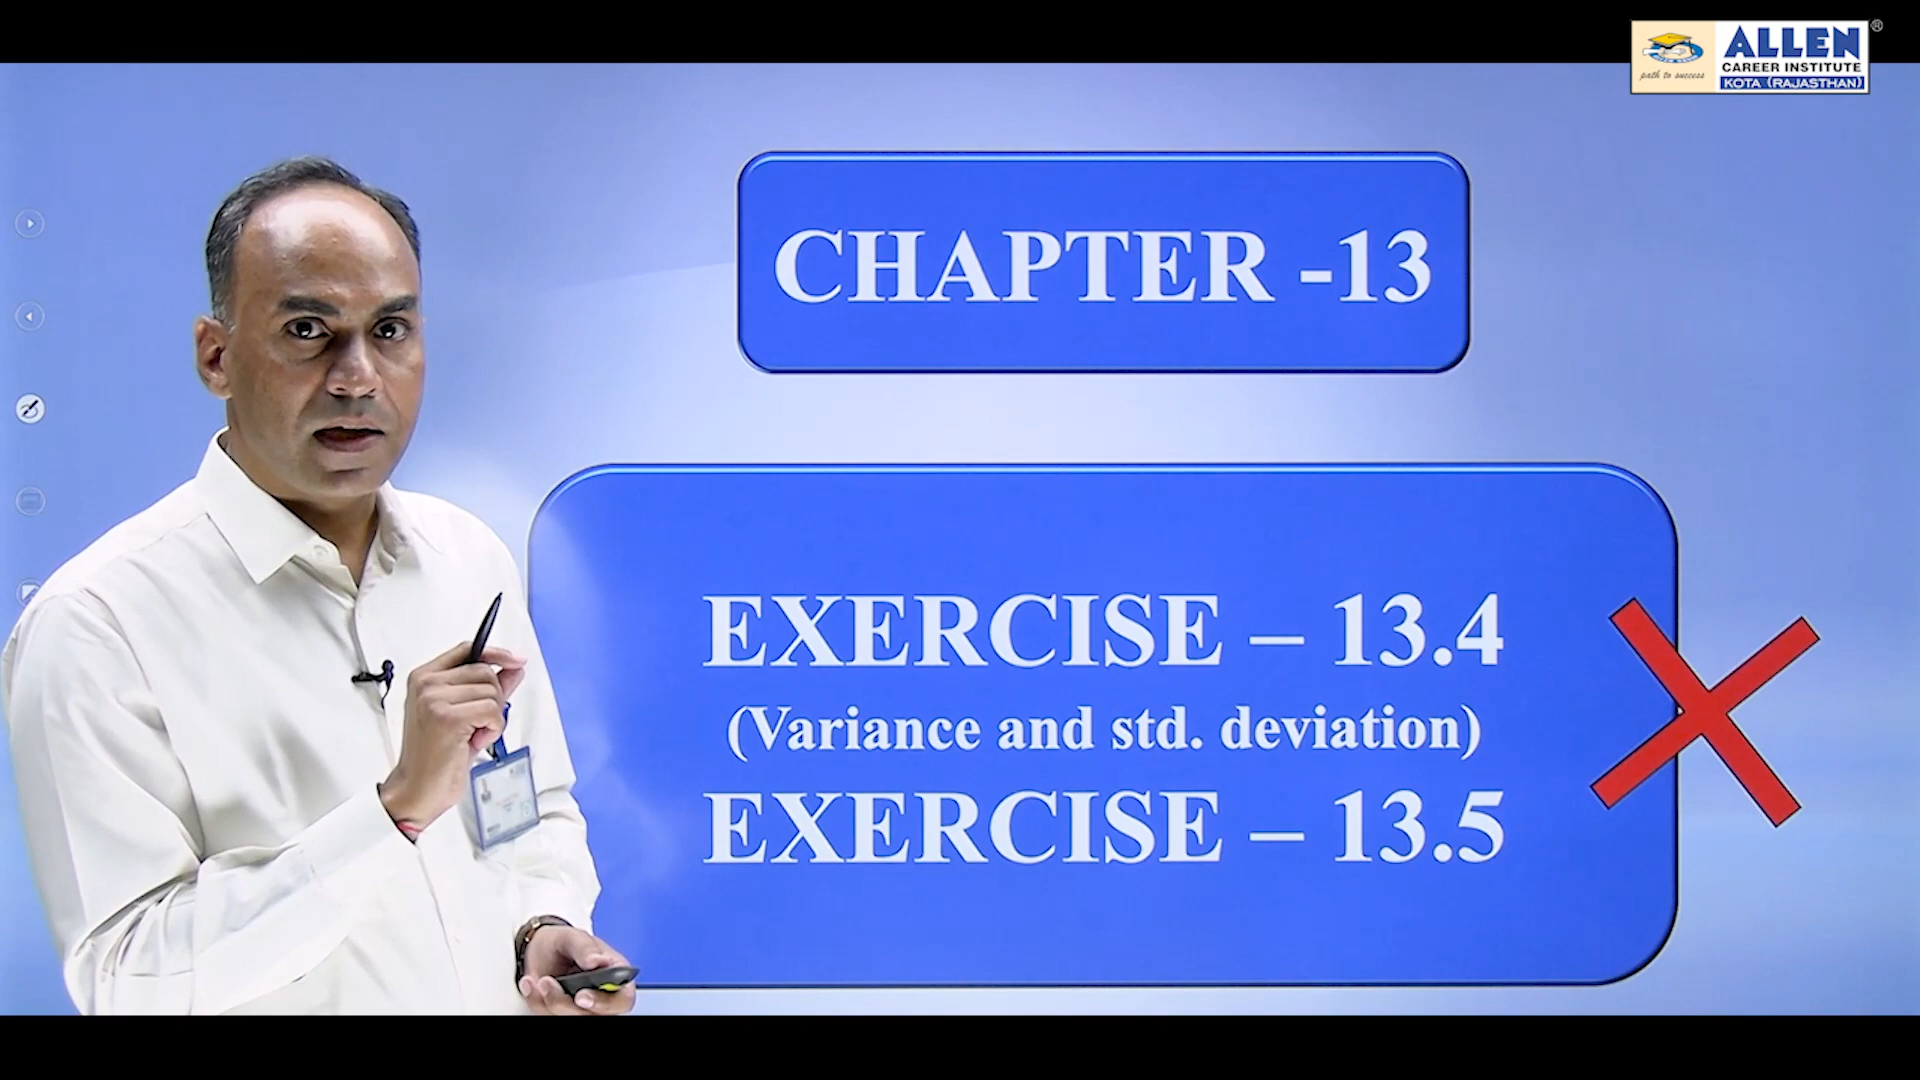 ALLEN
CAREER INSTITUTE
KOTA (RAJASTHAN)
path to success
®
CHAPTER -13
EXERCISE – 13.4
(Variance and std. deviation)
EXERCISE – 13.5